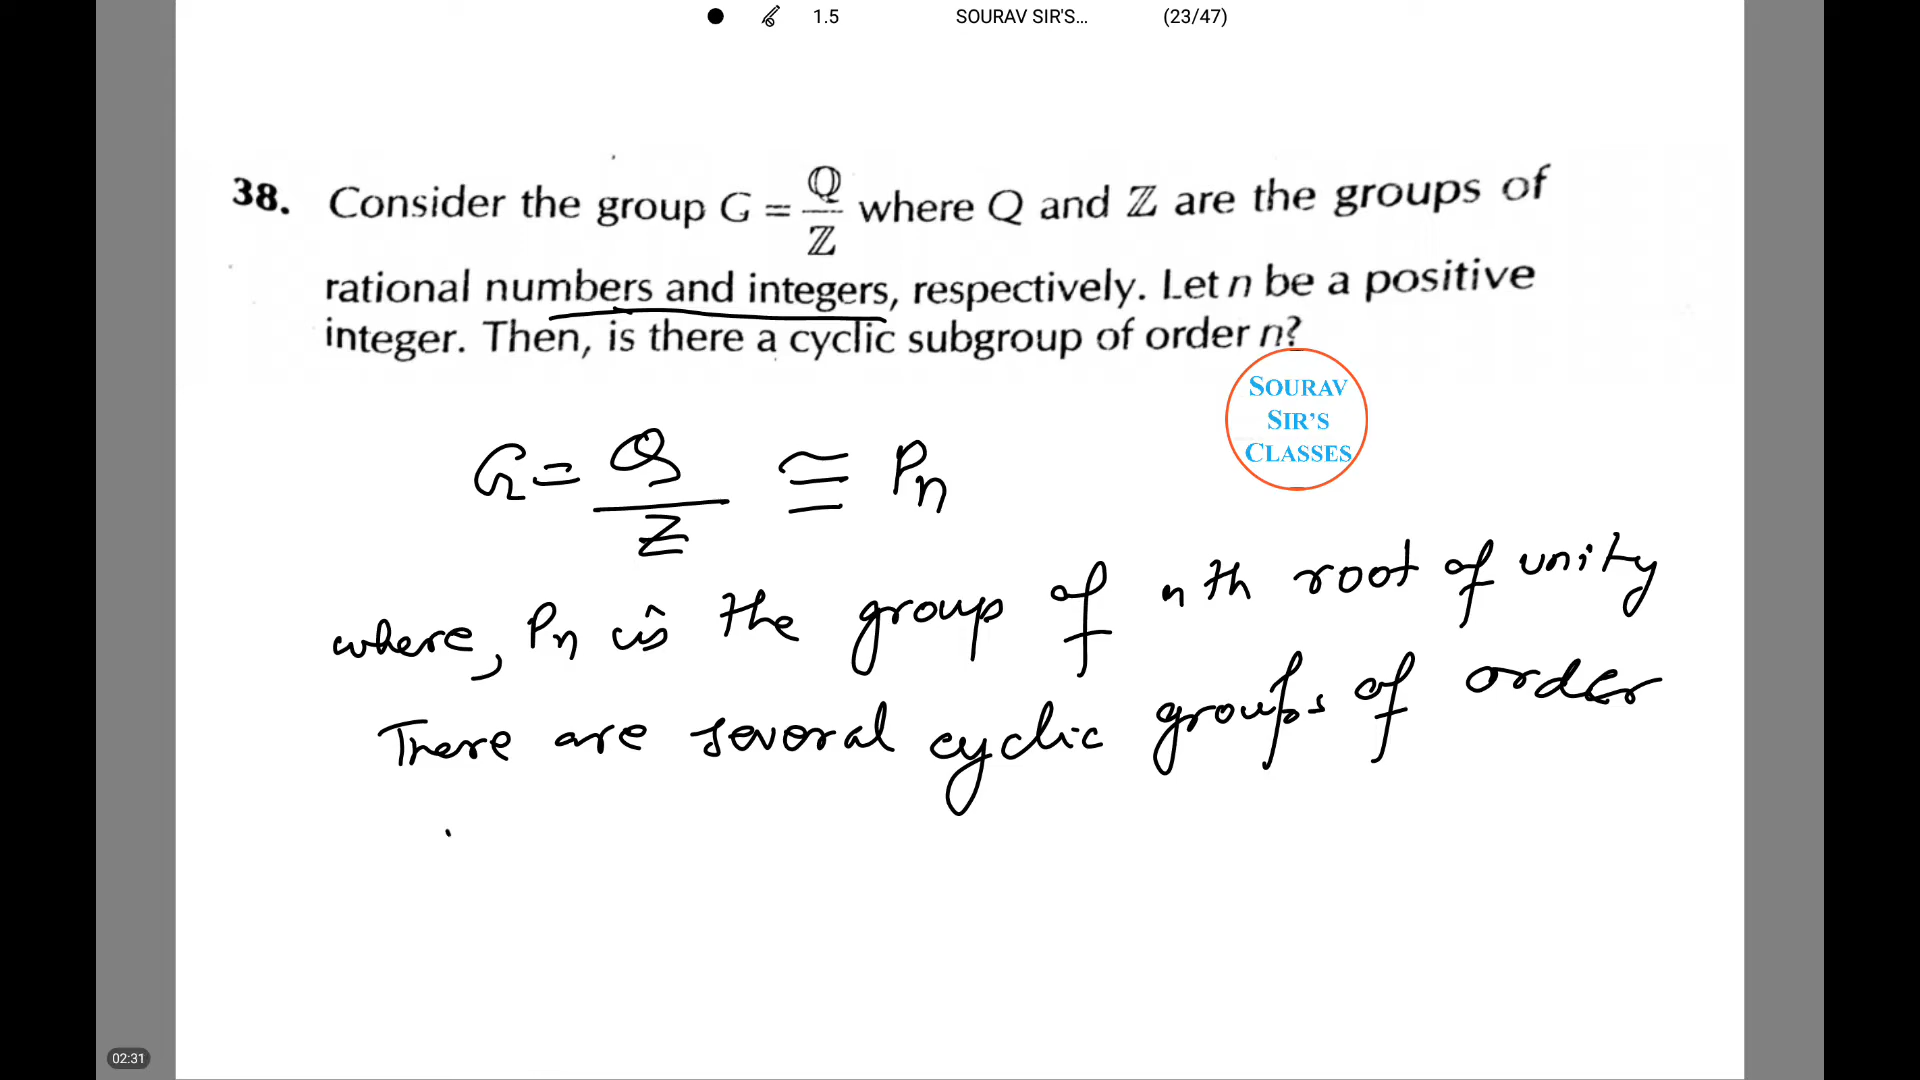 1.5 SOURAV SIR'S... (23/47)
38. Consider the group G = ℚ/ℤ where Q and ℤ are the groups of
rational numbers and integers, respectively. Let n be a positive
integer. Then, is there a cyclic subgroup of order n?
SOURAV
SIR'S
CLASSES
G = Q/Z ≅ Pn
where, Pn is the group of nth root of unity
There are several cyclic groups of order
02:31